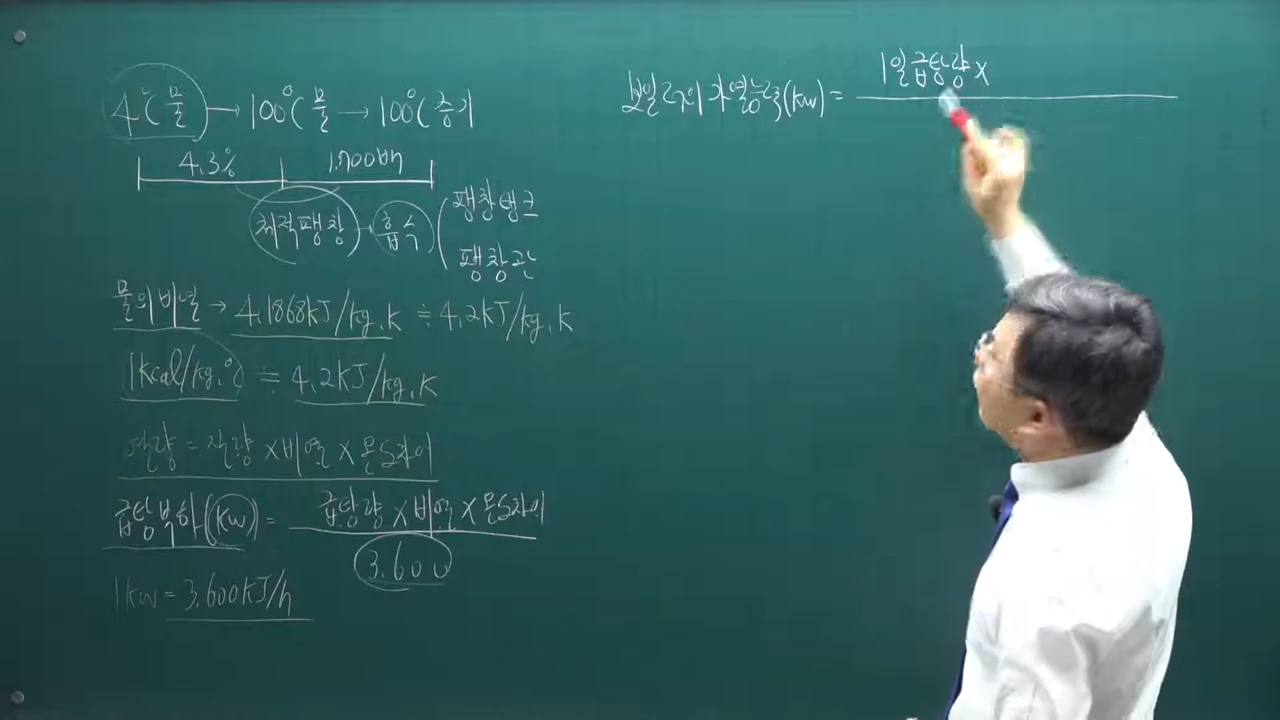 4℃ 물 → 100℃ 물 → 100℃ 증기
4.3% 1.700배
체적팽창 → 흡수
팽창탱크
팽창관
물의 비열 → 4.1868kJ/kg.K ≒ 4.2kJ/kg.K
1kcal/kg.℃ ≒ 4.2kJ/kg.K
열량 = 질량 × 비열 × 온도차이
급탕부하(kW) = 급탕량 × 비열 × 온도차이
3.600
1kW = 3.600kJ/h
보일러의 가열능력(kW) = 1일급탕량 ×